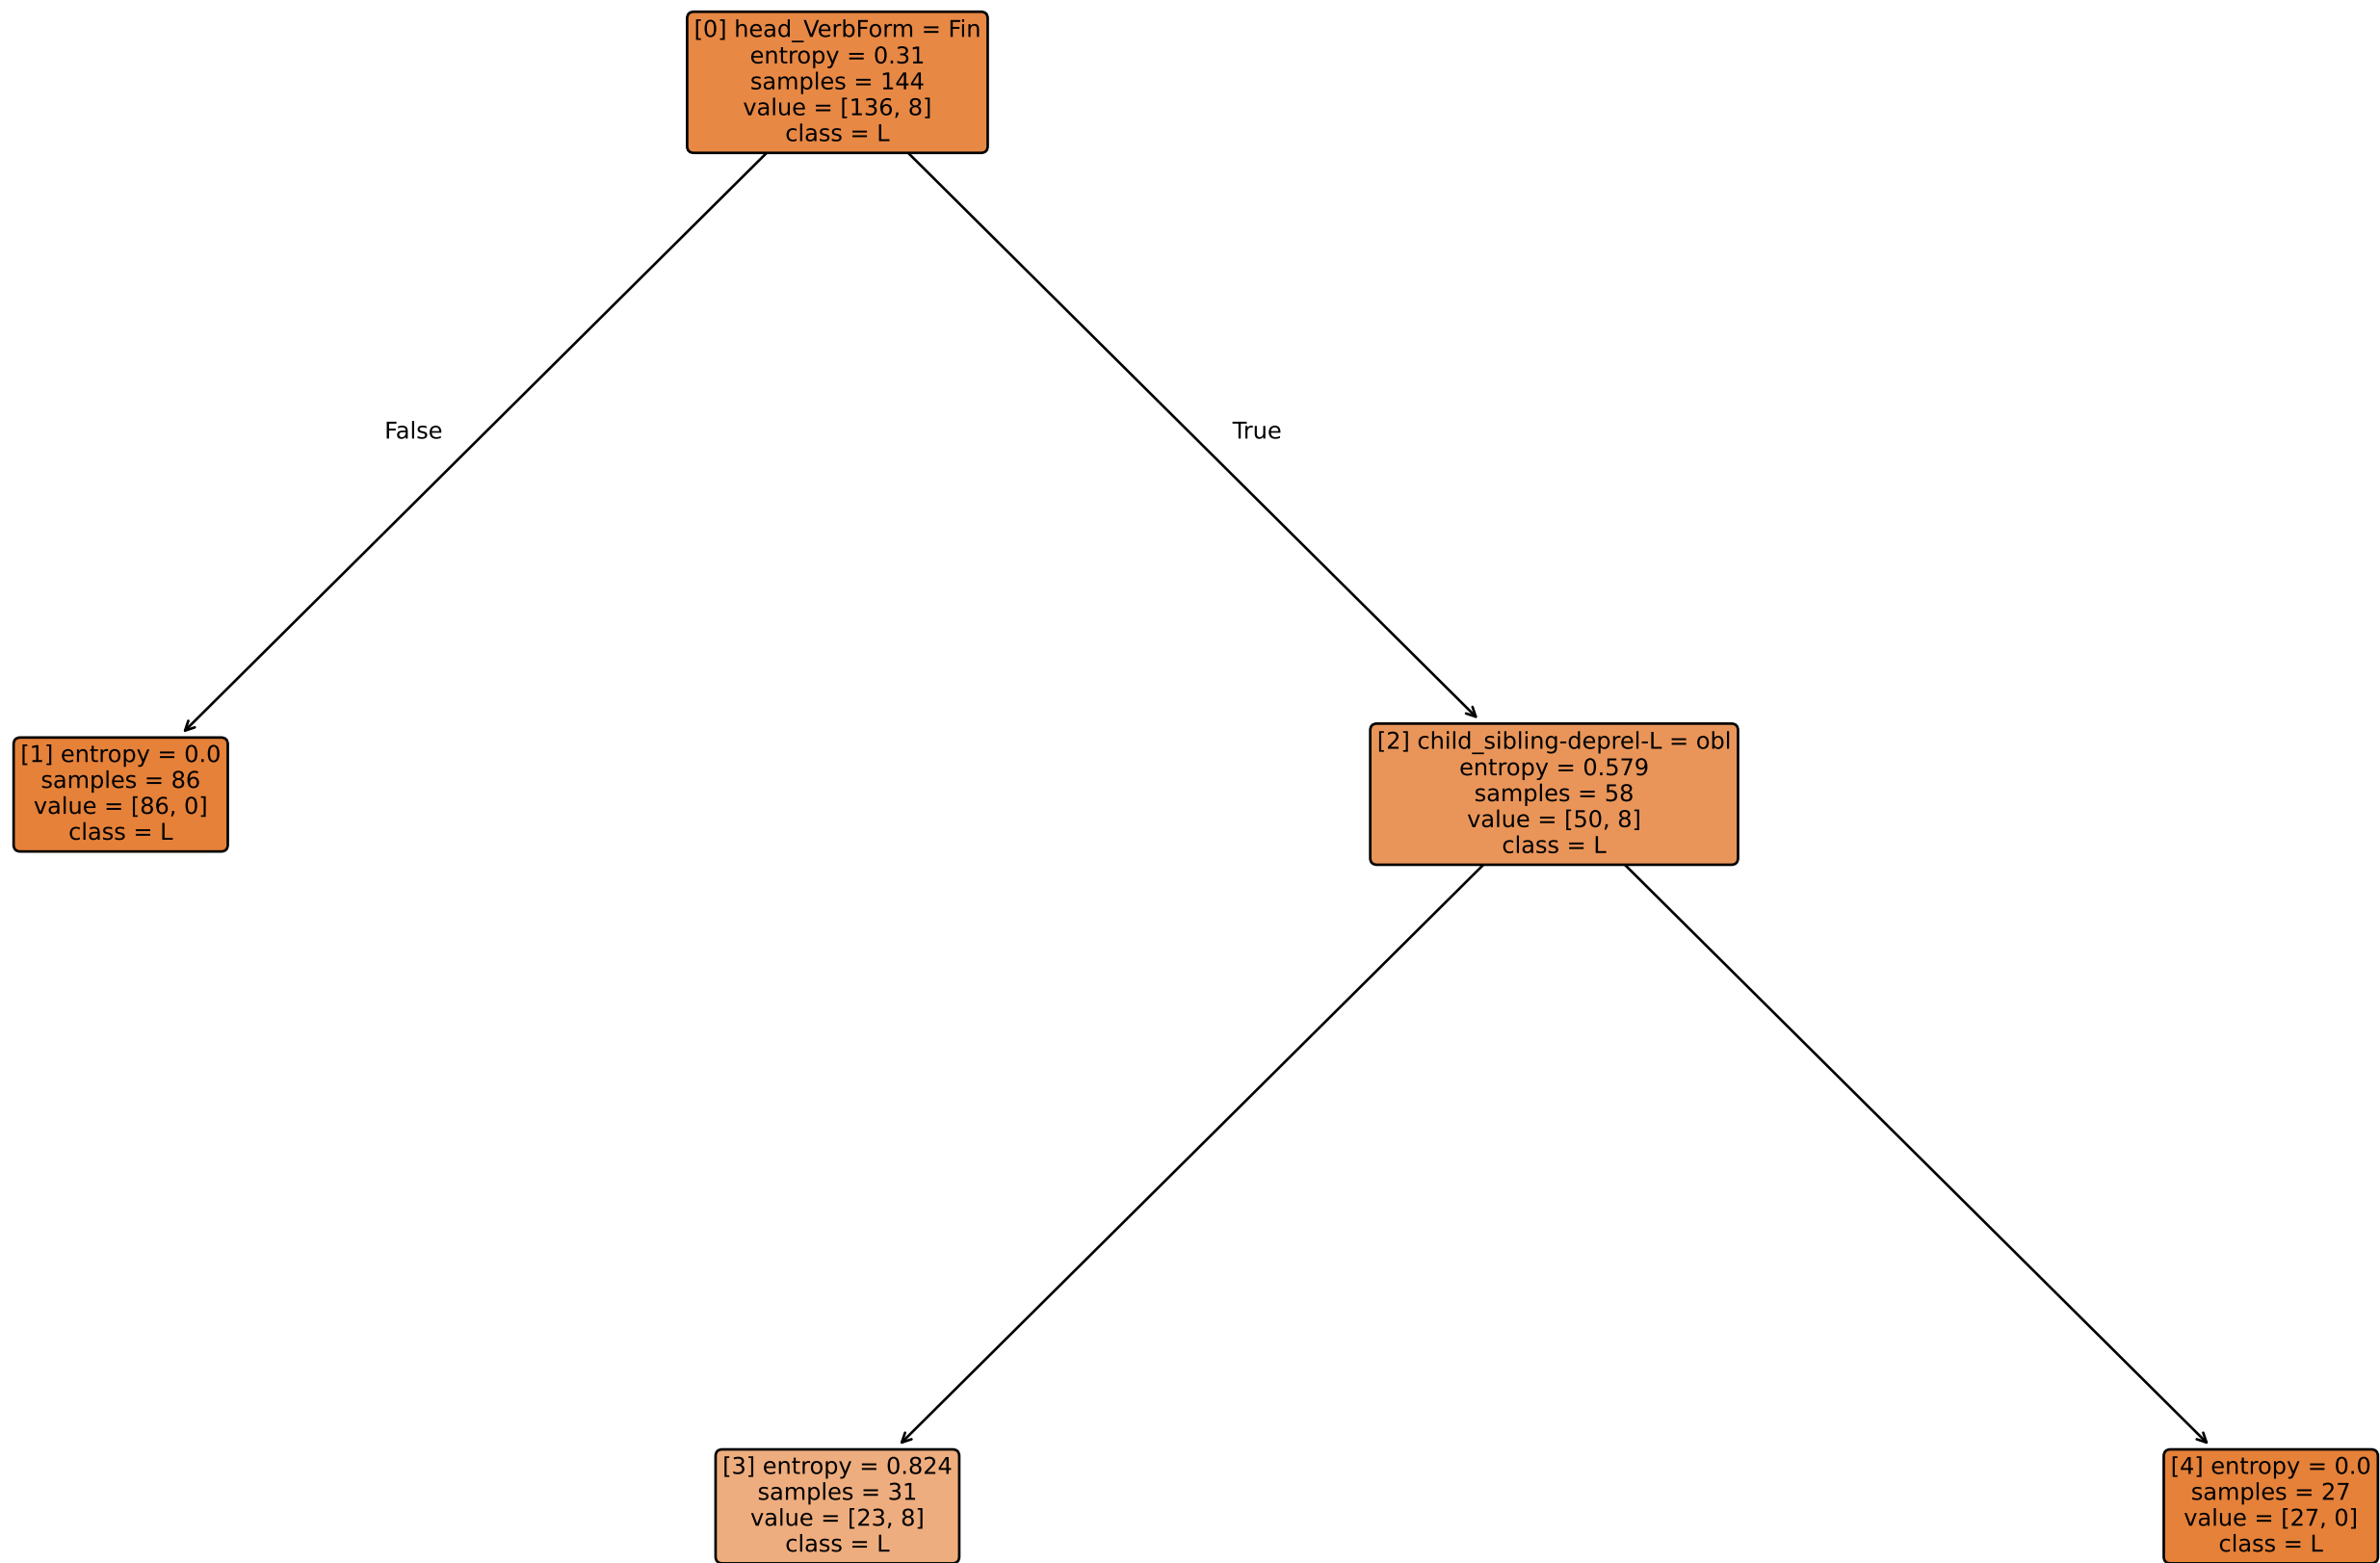 [0] head_VerbForm = Fin
entropy = 0.31
samples = 144
value = [136, 8]
class = L
False
True
[1] entropy = 0.0
samples = 86
value = [86, 0]
class = L
[2] child_sibling-deprel-L = obl
entropy = 0.579
samples = 58
value = [50, 8]
class = L
[3] entropy = 0.824
samples = 31
value = [23, 8]
class = L
[4] entropy = 0.0
samples = 27
value = [27, 0]
class = L